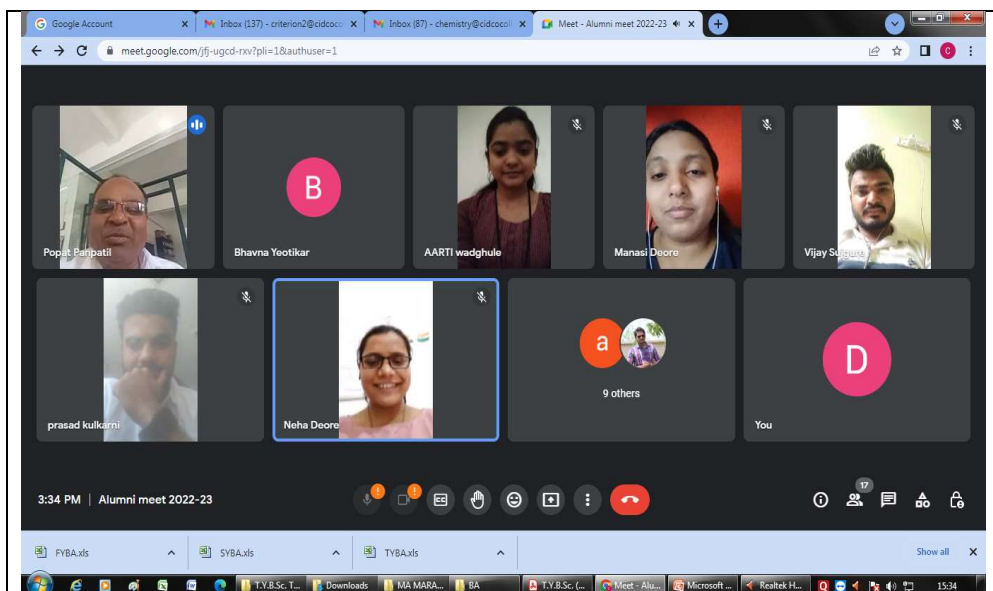 Google Account
Inbox (137) - criterion2@cidcoco
Inbox (87) - chemistry@cidcocol
Meet - Alumni meet 2022-23
meet.google.com/jfj-ugcd-rxv?pli=1&authuser=1
C
Popat Panpatil
B
Bhavna Yeotikar
AARTI wadghule
Manasi Deore
Vijay
prasad kulkarni
Neha Deore
a
9 others
D
You
3:34 PM | Alumni meet 2022-23
CC
17
FYBA.xls
SYBA.xls
TYBA.xls
Show all
T.Y.B.Sc. T...
Downloads
MA MARA...
BA
T.Y.B.Sc. (...
Meet - Alu...
Microsoft ...
Realtek H...
15:34